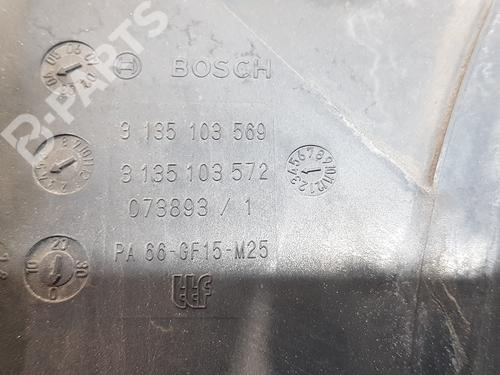 B-PARTS
BOSCH
3 135 103 569
3 135 103 572
073893 / 1
PA 66-GF15-M25